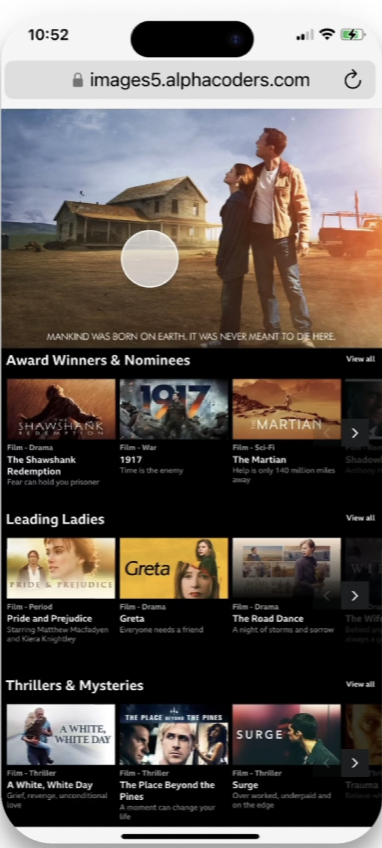 10:52
images5.alphacoders.com
MANKIND WAS BORN ON EARTH. IT WAS NEVER MEANT TO DIE HERE.
Award Winners & Nominees
View all
THE
SHAWSHANK
REDEMPTION
1917
THE MARTIAN
Film - Drama
Film - War
Film - Sci-Fi
The Shawshank Redemption
1917
The Martian
Shadow
Fear can hold you prisoner
Time is the enemy
Help is only 140 million miles away
Anthony
Leading Ladies
View all
PRIDE & PREJUDICE
Greta
WI
Film - Period
Film - Drama
Film - Drama
Pride and Prejudice
Greta
The Road Dance
The Wife
Starring Matthew Macfadyen and Kiera Knightley
Everyone needs a friend
A night of storms and sorrow
Behind
Thrillers & Mysteries
View all
A WHITE,
WHITE DAY
THE PLACE BEYOND THE PINES
SURGE
Film - Thriller
Film - Thriller
Film - Thriller
A White, White Day
The Place Beyond the Pines
Surge
Trauma
Grief, revenge, unconditional love
A moment can change your life
Over worked, underpaid and on the edge